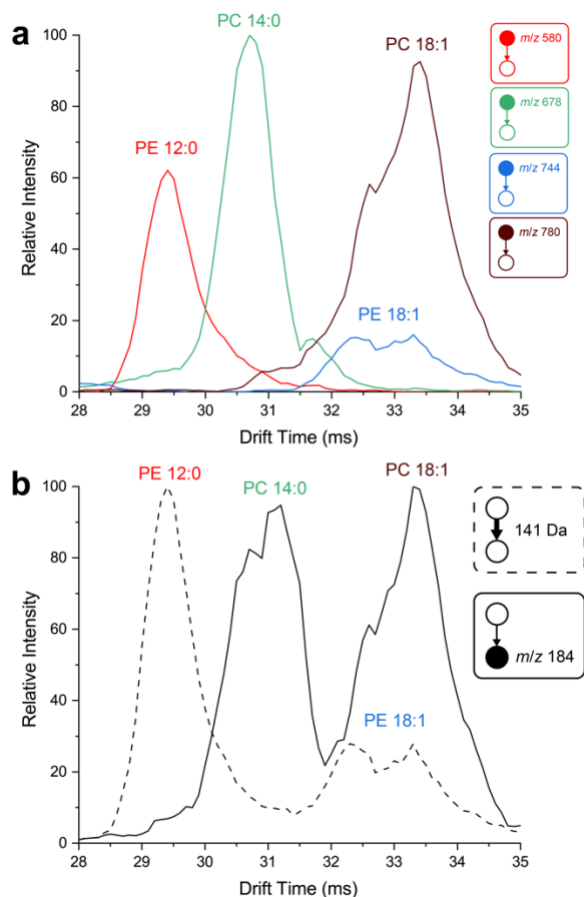 a
PC 14:0
PC 18:1
PE 12:0
PE 18:1
m/z 580
m/z 678
m/z 744
m/z 780
Relative Intensity
100
80
60
40
20
0
28 29 30 31 32 33 34 35
Drift Time (ms)
b
PE 12:0
PC 14:0
PC 18:1
PE 18:1
141 Da
m/z 184
Relative Intensity
100
80
60
40
20
0
28 29 30 31 32 33 34 35
Drift Time (ms)